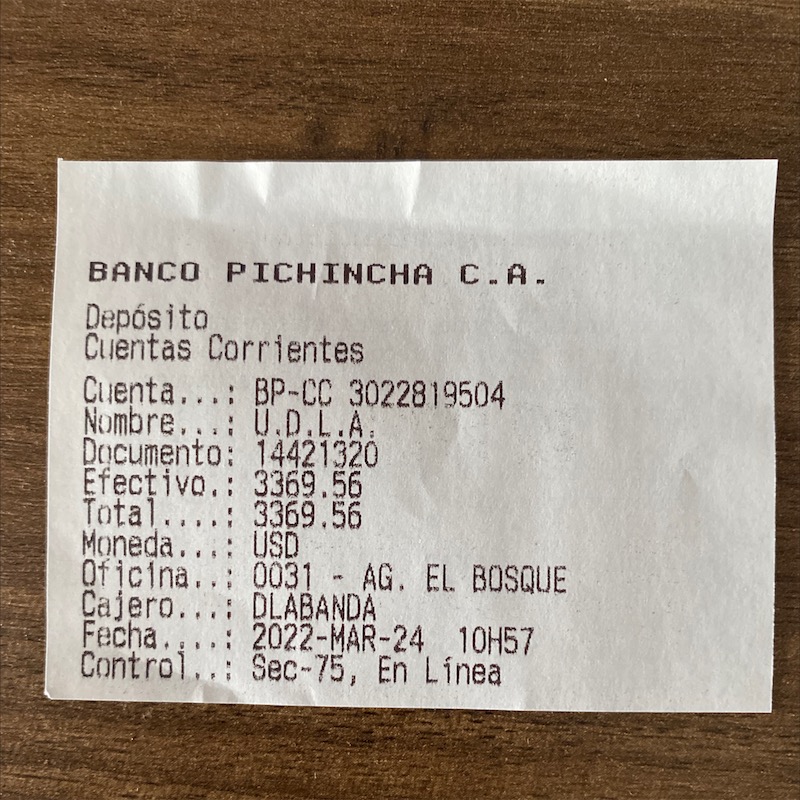 BANCO PICHINCHA C.A.
Depósito
Cuentas Corrientes
Cuenta...: BP-CC 3022819504
Nombre...: U.D.L.A.
Documento: 14421320
Efectivo.: 3369.56
Total....: 3369.56
Moneda...: USD
Oficina..: 0031 - AG. EL BOSQUE
Cajero...: DLABANDA
Fecha....: 2022-MAR-24 10H57
Control..: Sec-75, En Línea